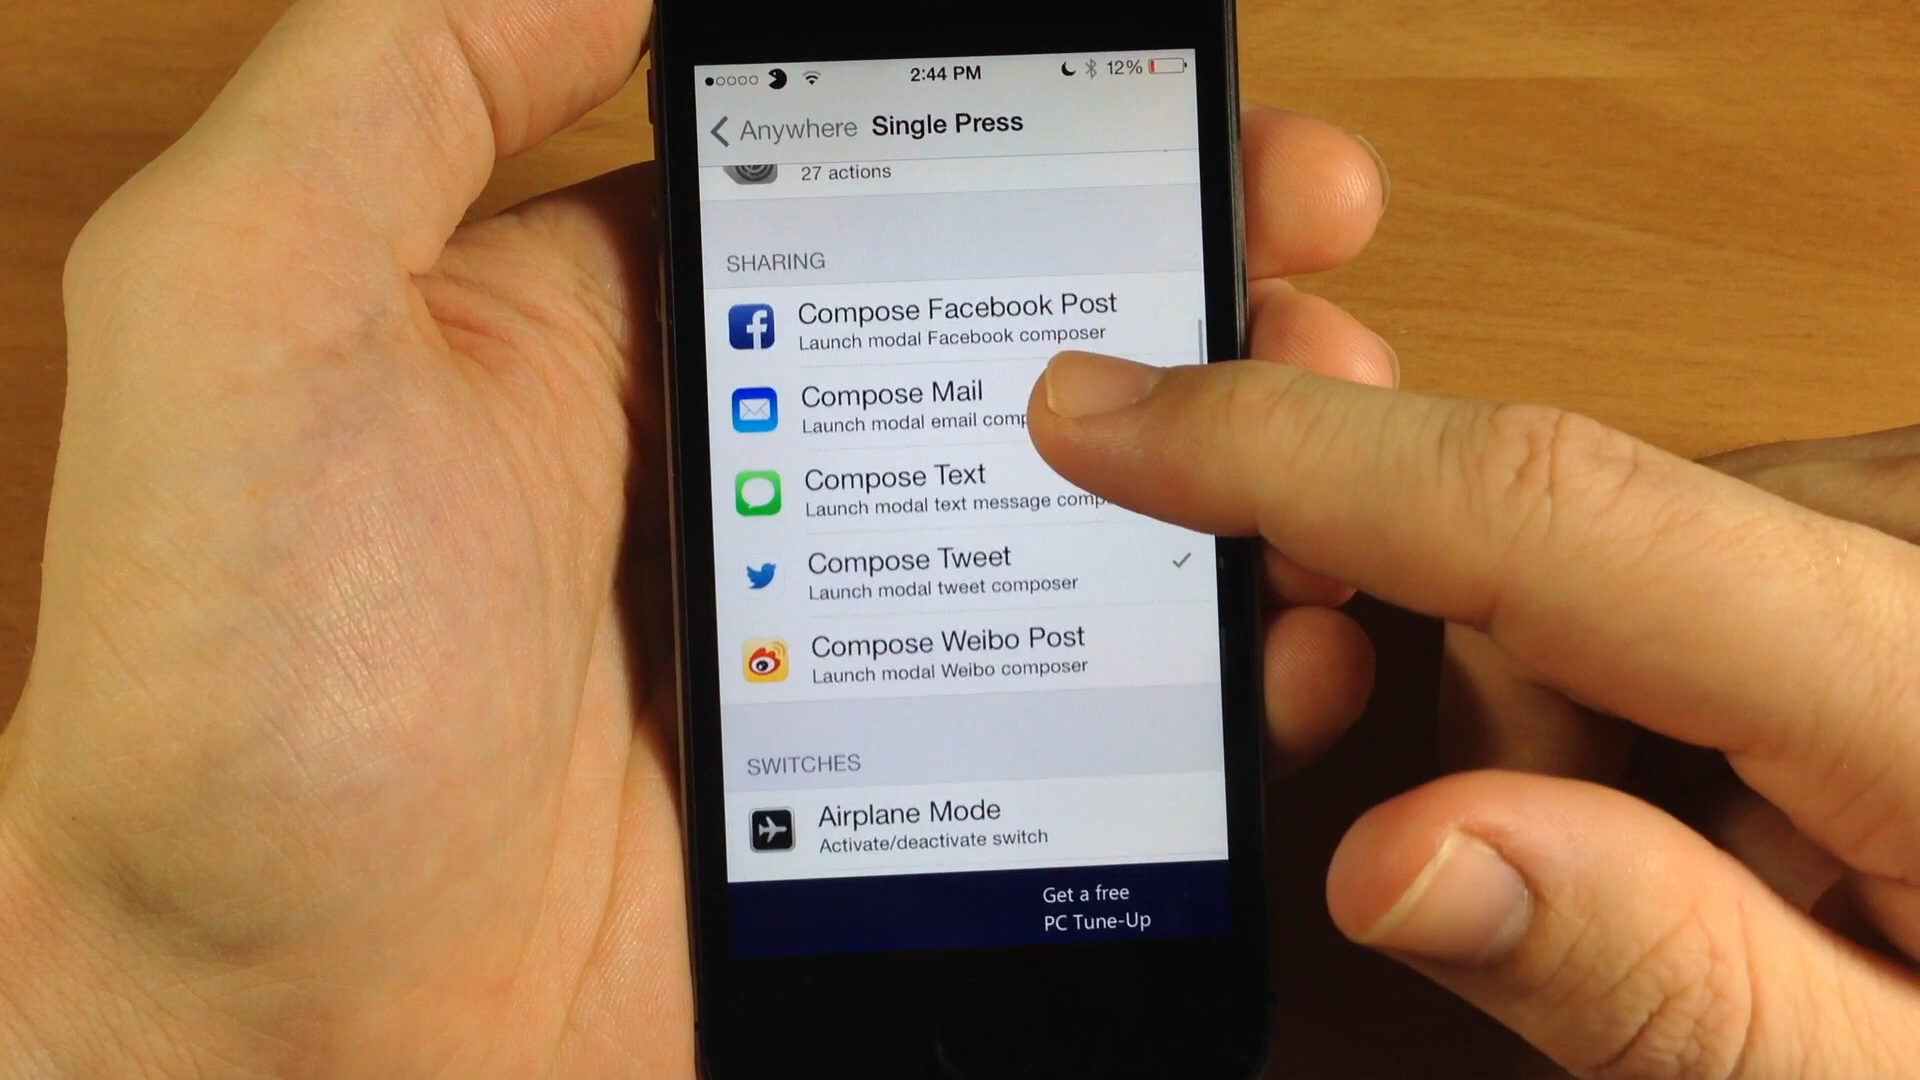 2:44 PM
12%
Anywhere Single Press
27 actions
SHARING
Compose Facebook Post
Launch modal Facebook composer
Compose Mail
Launch modal email
Compose Text
Launch modal text message
Compose Tweet
Launch modal tweet composer
Compose Weibo Post
Launch modal Weibo composer
SWITCHES
Airplane Mode
Activate/deactivate switch
Get a free
PC Tune-Up